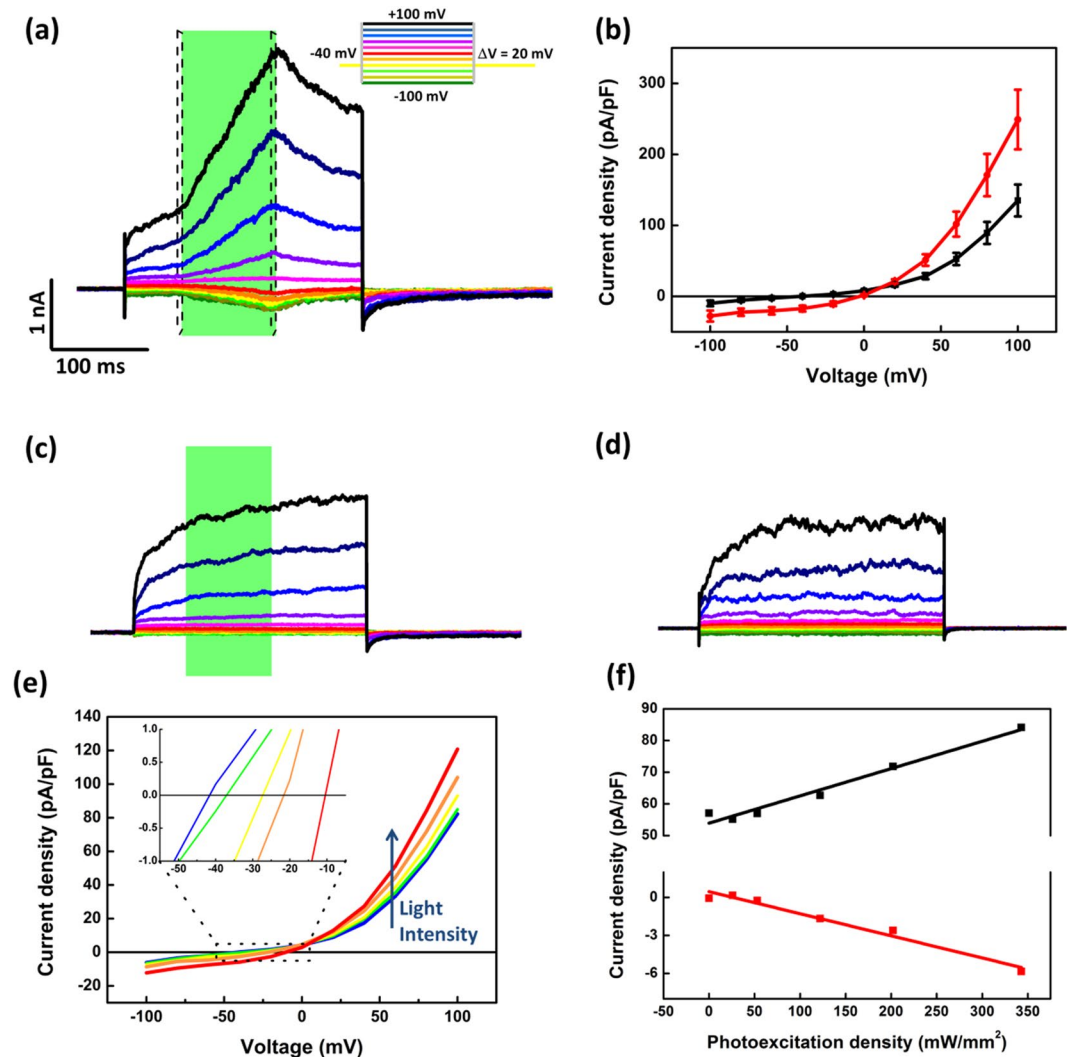 (a)
+100 mV
-40 mV
ΔV = 20 mV
-100 mV
1 nA
100 ms
(b)
Current density (pA/pF)
300
200
100
0
-100 -50 0 50 100
Voltage (mV)
(c)
(d)
(e)
Current density (pA/pF)
140
120
100
80
60
40
20
0
-20
1.0
0.5
0.0
-0.5
-1.0
-50 -40 -30 -20 -10
Light
Intensity
-100 -50 0 50 100
Voltage (mV)
(f)
Current density (pA/pF)
90
80
70
60
50
0
-3
-6
0 50 100 150 200 250 300 350
Photoexcitation density (mW/mm²)